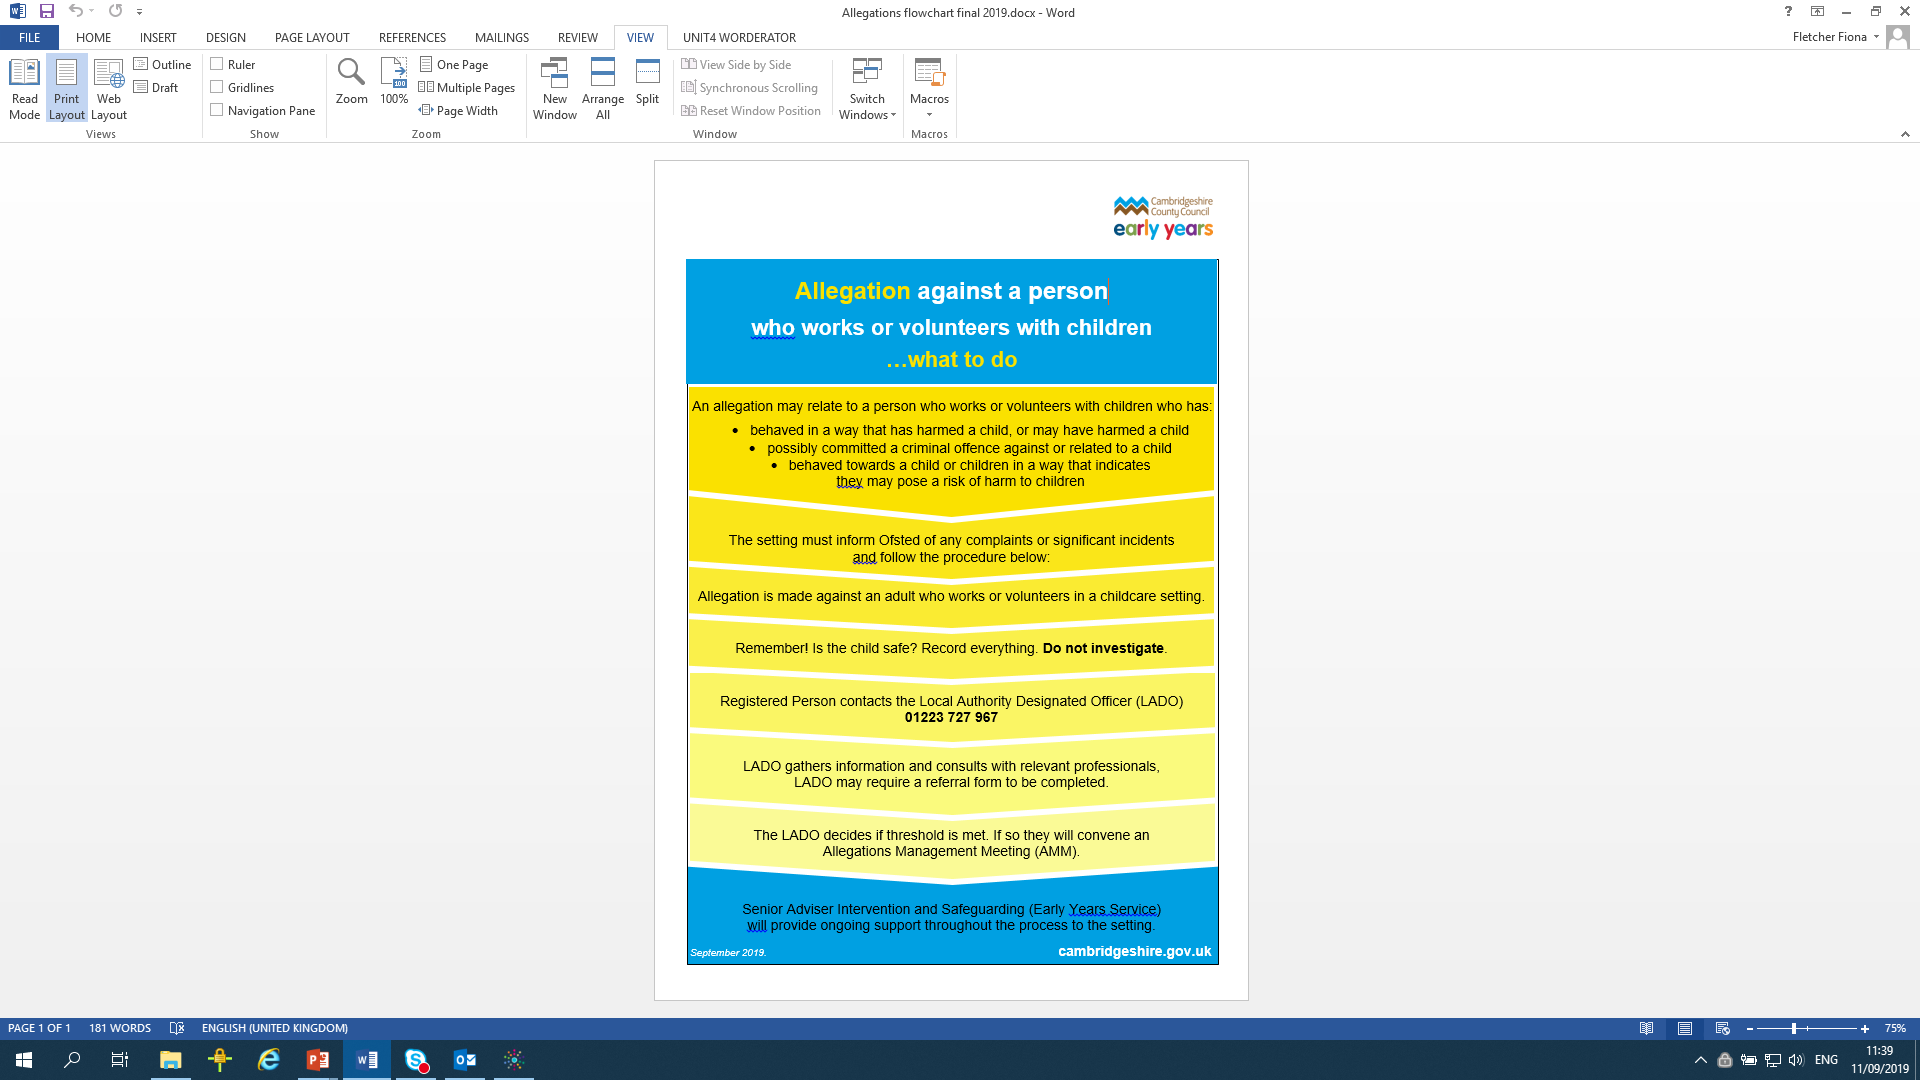 Allegations flowchart final 2019.docx - Word
FILE HOME INSERT DESIGN PAGE LAYOUT REFERENCES MAILINGS REVIEW VIEW UNIT4 WORDERATOR
Fletcher Fiona
Read Mode
Print Layout
Web Layout
Outline
Draft
Views
Ruler
Gridlines
Navigation Pane
Show
Zoom
100
100%
One Page
Multiple Pages
Page Width
Zoom
New Window
Arrange All
Split
View Side by Side
Synchronous Scrolling
Reset Window Position
Window
Switch Windows
Macros
Macros
Cambridgeshire
County Council
early years
Allegation against a person
who works or volunteers with children
…what to do
An allegation may relate to a person who works or volunteers with children who has:
• behaved in a way that has harmed a child, or may have harmed a child
• possibly committed a criminal offence against or related to a child
• behaved towards a child or children in a way that indicates
they may pose a risk of harm to children
The setting must inform Ofsted of any complaints or significant incidents
and follow the procedure below:
Allegation is made against an adult who works or volunteers in a childcare setting.
Remember! Is the child safe? Record everything. Do not investigate.
Registered Person contacts the Local Authority Designated Officer (LADO)
01223 727 967
LADO gathers information and consults with relevant professionals,
LADO may require a referral form to be completed.
The LADO decides if threshold is met. If so they will convene an
Allegations Management Meeting (AMM).
Senior Adviser Intervention and Safeguarding (Early Years Service)
will provide ongoing support throughout the process to the setting.
September 2019.
cambridgeshire.gov.uk
PAGE 1 OF 1 181 WORDS ENGLISH (UNITED KINGDOM)
75%
ENG
11:39
11/09/2019